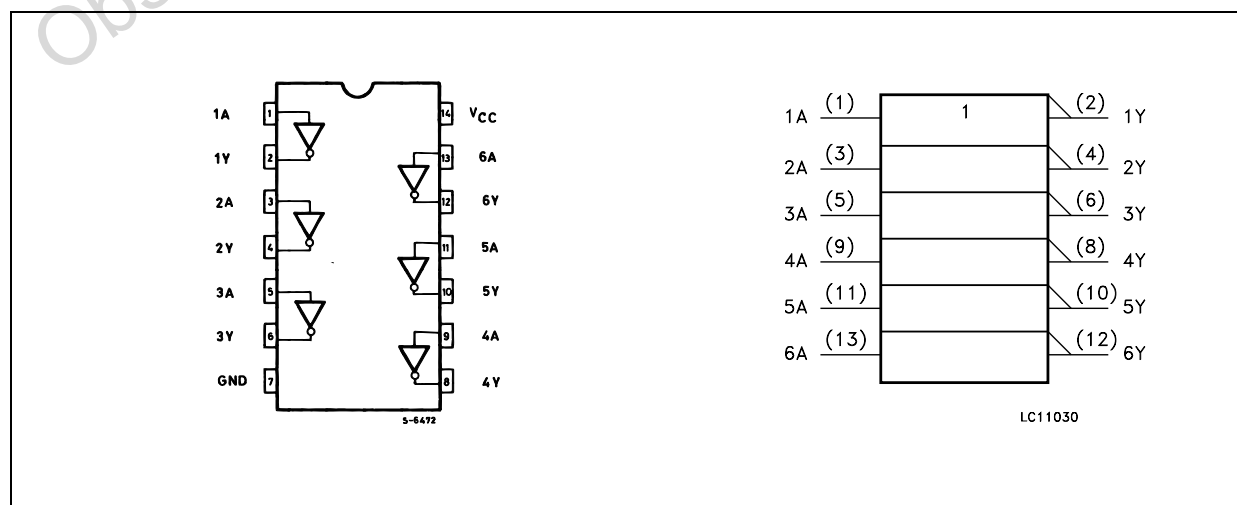 1A 1 14 VCC
1Y 2 13 6A
2A 3 12 6Y
2Y 4 11 5A
3A 5 10 5Y
3Y 6 9 4A
GND 7 8 4Y
S-6472
1A (1) 1 (2) 1Y
2A (3) (4) 2Y
3A (5) (6) 3Y
4A (9) (8) 4Y
5A (11) (10) 5Y
6A (13) (12) 6Y
LC11030